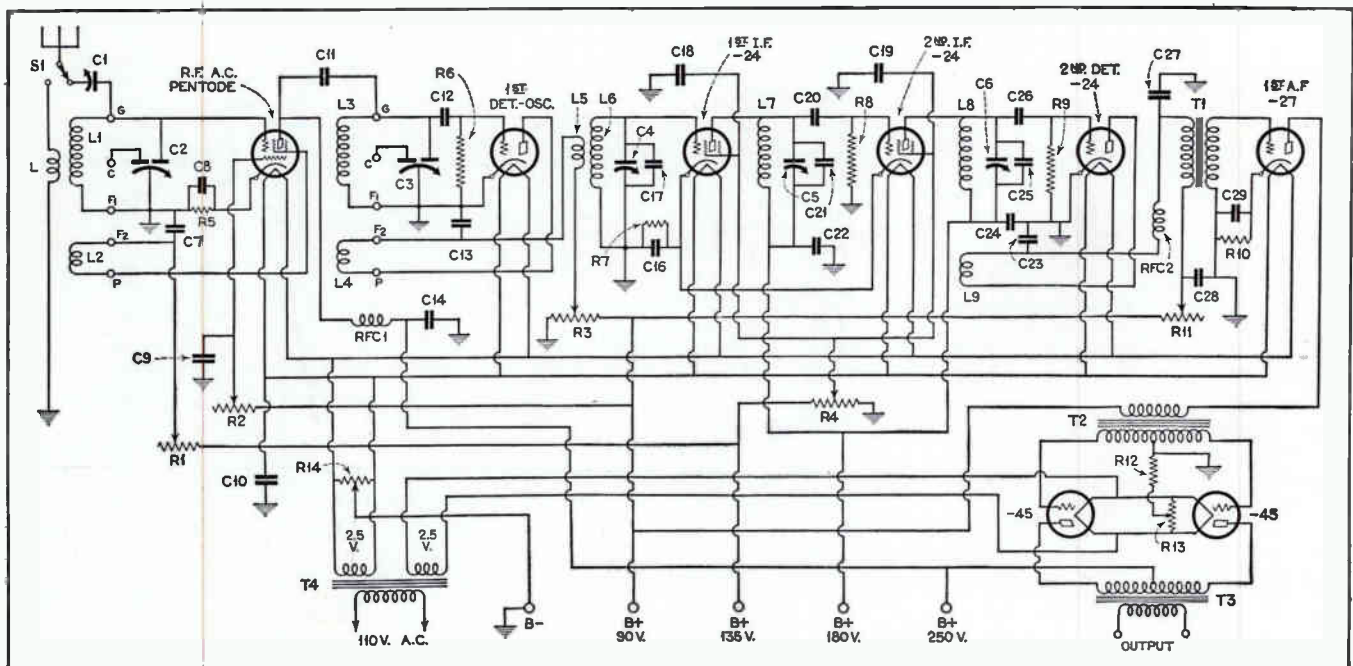 S1
C1
R.F. A.C.
PENTODE
C11
R6
1ST
DET.-OSC.
C18
1ST I.F.
-24
C19
2ND. I.F.
-24
2ND. DET.
-24
C27
1ST A.F
-27
G
L1
C
C2
C8
L
F1
R5
C7
F2
L2
P
L3
G
C12
C
C3
F1
F2
C13
L4
P
L5
L6
C4
C17
R7
C16
L7
C20
R8
C5
C21
C22
L8
C6
C26
R9
C25
C24
C23
L9
RFC2
T1
C29
R10
C28
R11
RFC1
C14
R3
C9
R2
R1
R4
C10
R14
2.5
V.
2.5
V.
T4
110 V. A.C.
B-
B+
90 V.
B+
135 V.
B+
180 V.
B+
250 V.
T2
R12
-45
-45
R13
T3
OUTPUT